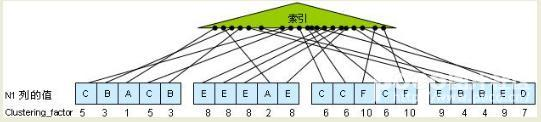 索引
N1 列的值 C B A C B E E E A E C C F C F E B B E D
Clustering_factor: 5 3 1 5 3 8 8 8 2 8 6 6 10 6 10 9 4 4 9 7